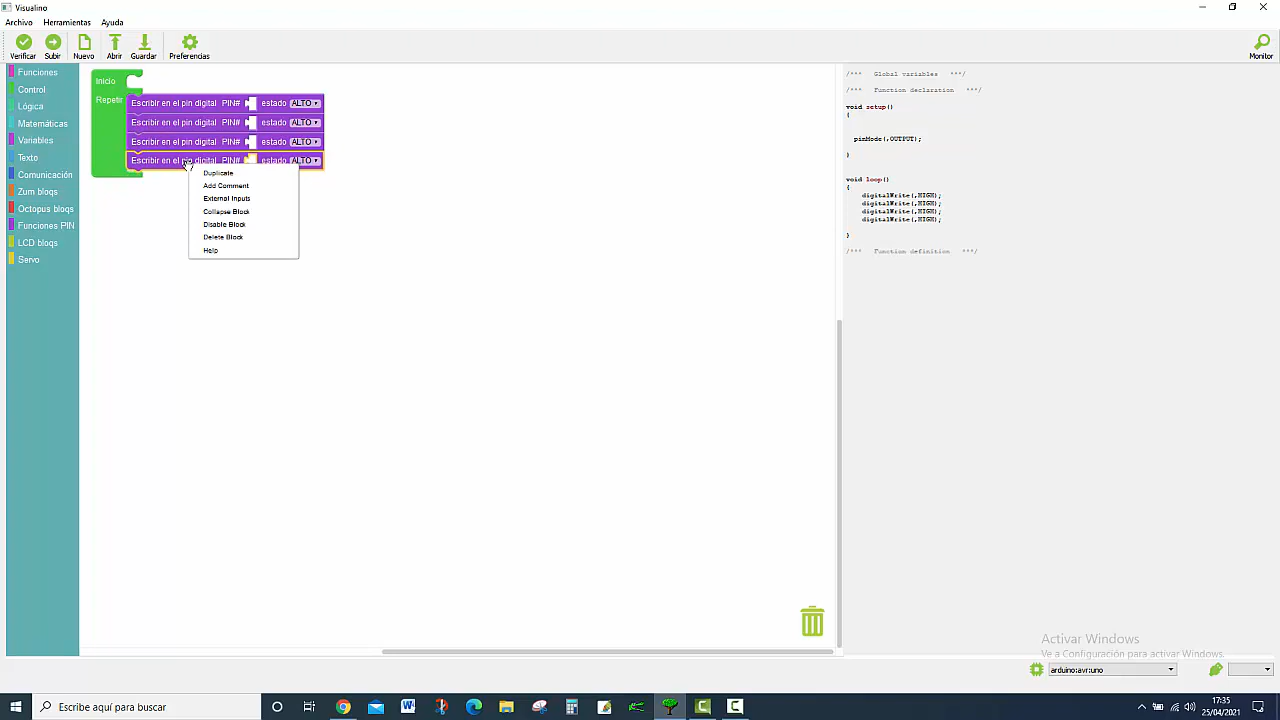 Visualino
Archivo Herramientas Ayuda
Verificar Subir Nuevo Abrir Guardar Preferencias Monitor
Funciones
Control
Lógica
Matemáticas
Variables
Texto
Comunicación
Zum bloqs
Octopus bloqs
Funciones PIN
LCD bloqs
Servo
Inicio
Repetir
Escribir en el pin digital PIN# estado ALTO
Escribir en el pin digital PIN# estado ALTO
Escribir en el pin digital PIN# estado ALTO
Escribir en el pin digital PIN# estado ALTO
Duplicate
Add Comment
External Inputs
Collapse Block
Disable Block
Delete Block
Help
/*** Global variables ***/
/*** Function declaration ***/
void setup()
{
pinMode(,OUTPUT);
}
void loop()
{
digitalWrite(,HIGH);
digitalWrite(,HIGH);
digitalWrite(,HIGH);
digitalWrite(,HIGH);
}
/*** Function definition ***/
Activar Windows
Ve a Configuración para activar Windows.
arduino:avr:uno
Escribe aquí para buscar
17:35
25/04/2021